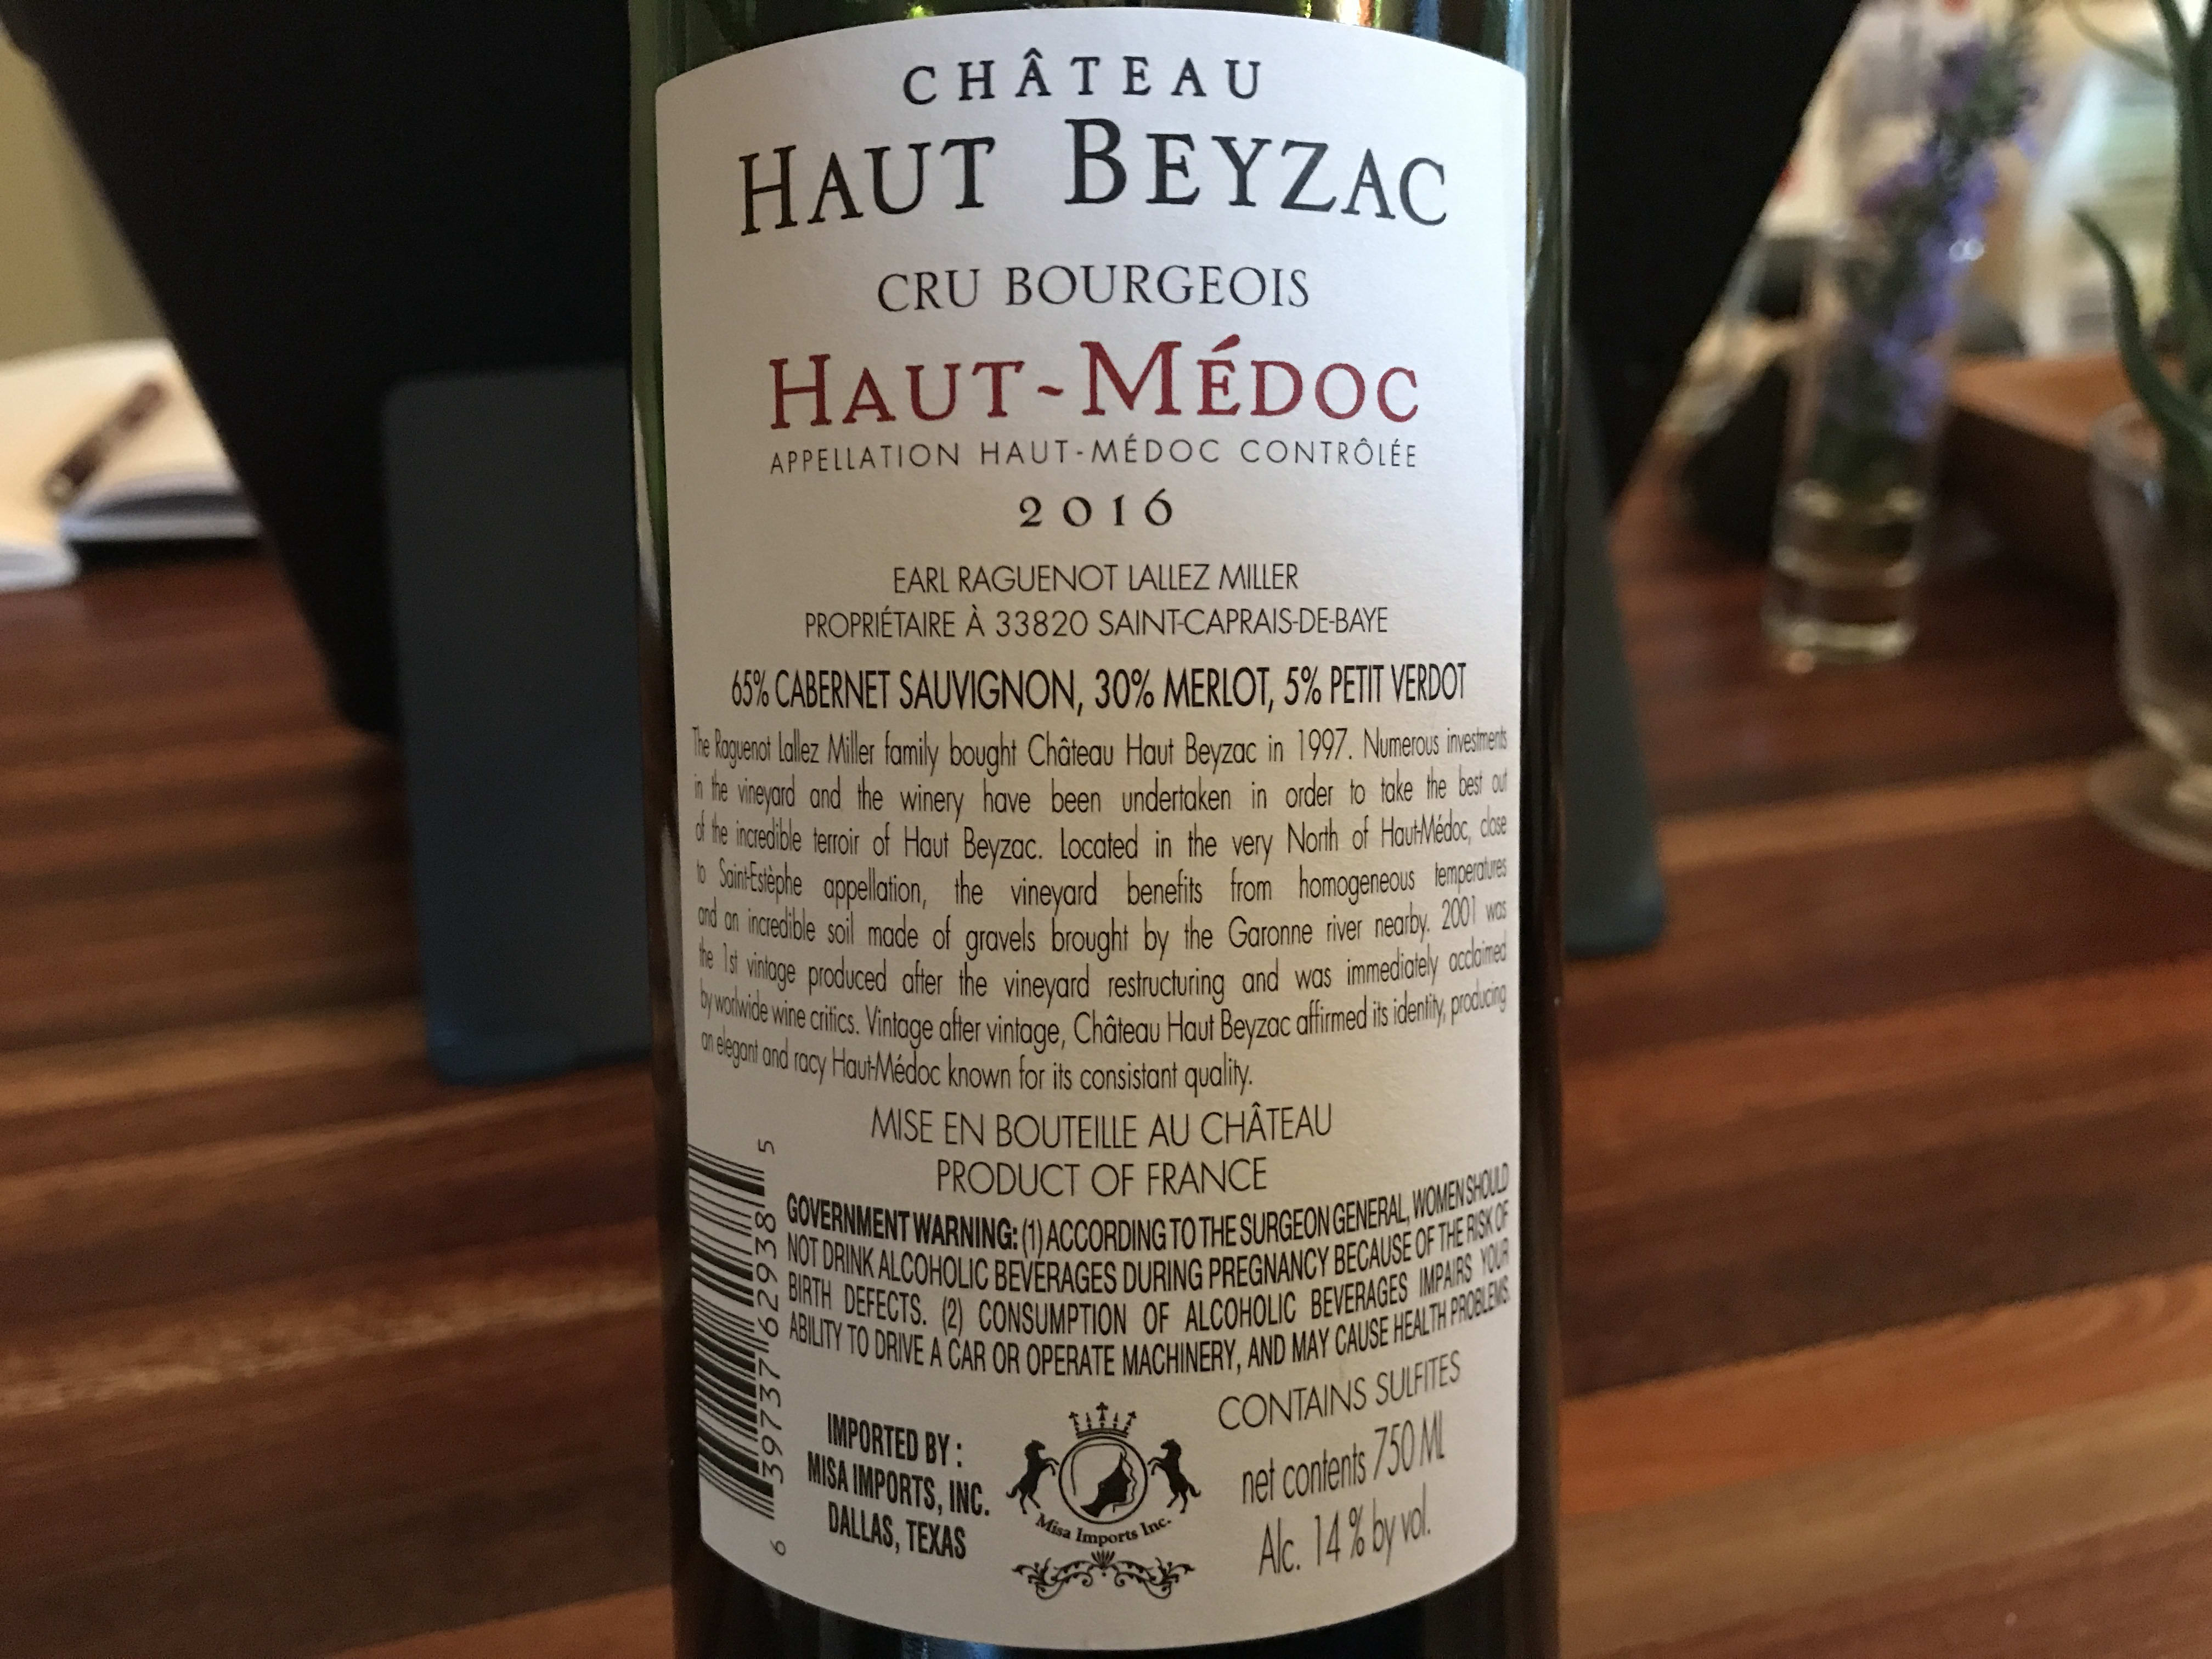 CHÂTEAU
HAUT BEYZAC
CRU BOURGEOIS
HAUT-MÉDOC
APPELLATION HAUT-MÉDOC CONTRÔLÉE
2016
EARL RAGUENOT LALLEZ MILLER
PROPRIÉTAIRE À 33820 SAINT-CAPRAIS-DE-BAYE
65% CABERNET SAUVIGNON, 30% MERLOT, 5% PETIT VERDOT
The Raguenot Lallez Miller family bought Château Haut Beyzac in 1997. Numerous investments
in the vineyard and the winery have been undertaken in order to take the best out
of the incredible terroir of Haut Beyzac. Located in the very North of Haut-Médoc, close
to Saint-Estèphe appellation, the vineyard benefits from homogeneous temperatures
and an incredible soil made of gravels brought by the Garonne river nearby. 2001 was
the 1st vintage produced after the vineyard restructuring and was immediately acclaimed
by worlwide wine critics. Vintage after vintage, Château Haut Beyzac affirmed its identity, producing
an elegant and racy Haut-Médoc known for its consistant quality.
MISE EN BOUTEILLE AU CHÂTEAU
PRODUCT OF FRANCE
GOVERNMENT WARNING: (1) ACCORDING TO THE SURGEON GENERAL, WOMEN SHOULD
NOT DRINK ALCOHOLIC BEVERAGES DURING PREGNANCY BECAUSE OF THE RISK OF
BIRTH DEFECTS. (2) CONSUMPTION OF ALCOHOLIC BEVERAGES IMPAIRS YOUR
ABILITY TO DRIVE A CAR OR OPERATE MACHINERY, AND MAY CAUSE HEALTH PROBLEMS.
6 39737 62938 5
IMPORTED BY :
MISA IMPORTS, INC.
DALLAS, TEXAS
Misa Imports Inc.
CONTAINS SULFITES
net contents 750 ML
Alc. 14 % by vol.